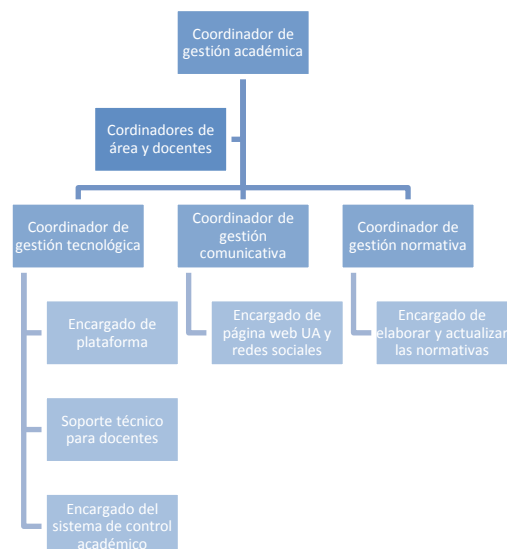 Coordinador de
gestión académica
Cordinadores de
área y docentes
Coordinador de
gestión tecnológica
Coordinador de
gestión
comunicativa
Coordinador de
gestión normativa
Encargado de
plataforma
Encargado de
página web UA y
redes sociales
Encargado de
elaborar y actualizar
las normativas
Soporte técnico
para docentes
Encargado del
sistema de control
académico